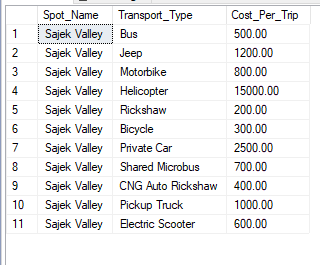 Spot_Name Transport_Type Cost_Per_Trip
1 Sajek Valley Bus 500.00
2 Sajek Valley Jeep 1200.00
3 Sajek Valley Motorbike 800.00
4 Sajek Valley Helicopter 15000.00
5 Sajek Valley Rickshaw 200.00
6 Sajek Valley Bicycle 300.00
7 Sajek Valley Private Car 2500.00
8 Sajek Valley Shared Microbus 700.00
9 Sajek Valley CNG Auto Rickshaw 400.00
10 Sajek Valley Pickup Truck 1000.00
11 Sajek Valley Electric Scooter 600.00